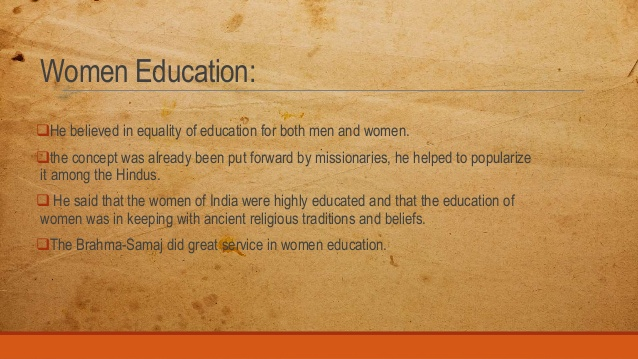 Women Education:
He believed in equality of education for both men and women.
the concept was already been put forward by missionaries, he helped to popularize
it among the Hindus.
He said that the women of India were highly educated and that the education of
women was in keeping with ancient religious traditions and beliefs.
The Brahma-Samaj did great service in women education.